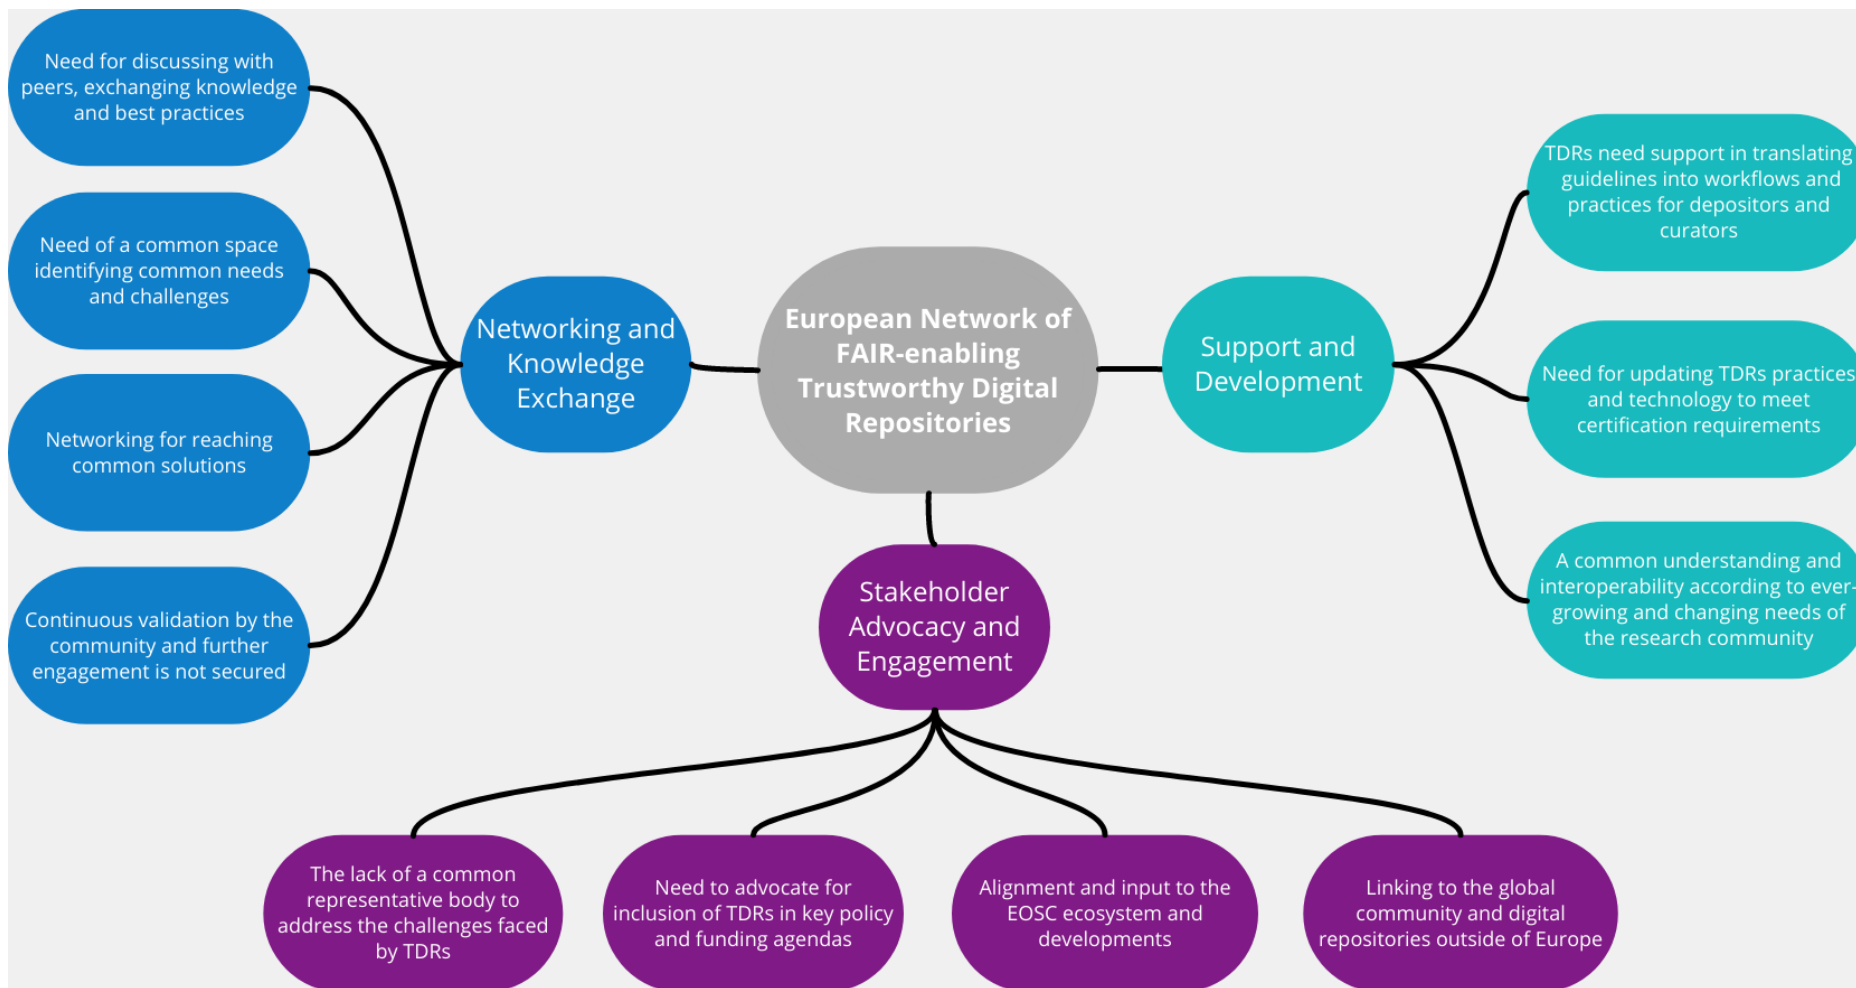 Need for discussing with
peers, exchanging knowledge
and best practices
Need of a common space
identifying common needs
and challenges
Networking for reaching
common solutions
Continuous validation by the
community and further
engagement is not secured
Networking and
Knowledge
Exchange
European Network of
FAIR-enabling
Trustworthy Digital
Repositories
Support and
Development
TDRs need support in translating
guidelines into workflows and
practices for depositors and
curators
Need for updating TDRs practices
and technology to meet
certification requirements
A common understanding and
interoperability according to ever-
growing and changing needs of
the research community
Stakeholder
Advocacy and
Engagement
The lack of a common
representative body to
address the challenges faced
by TDRs
Need to advocate for
inclusion of TDRs in key policy
and funding agendas
Alignment and input to the
EOSC ecosystem and
developments
Linking to the global
community and digital
repositories outside of Europe